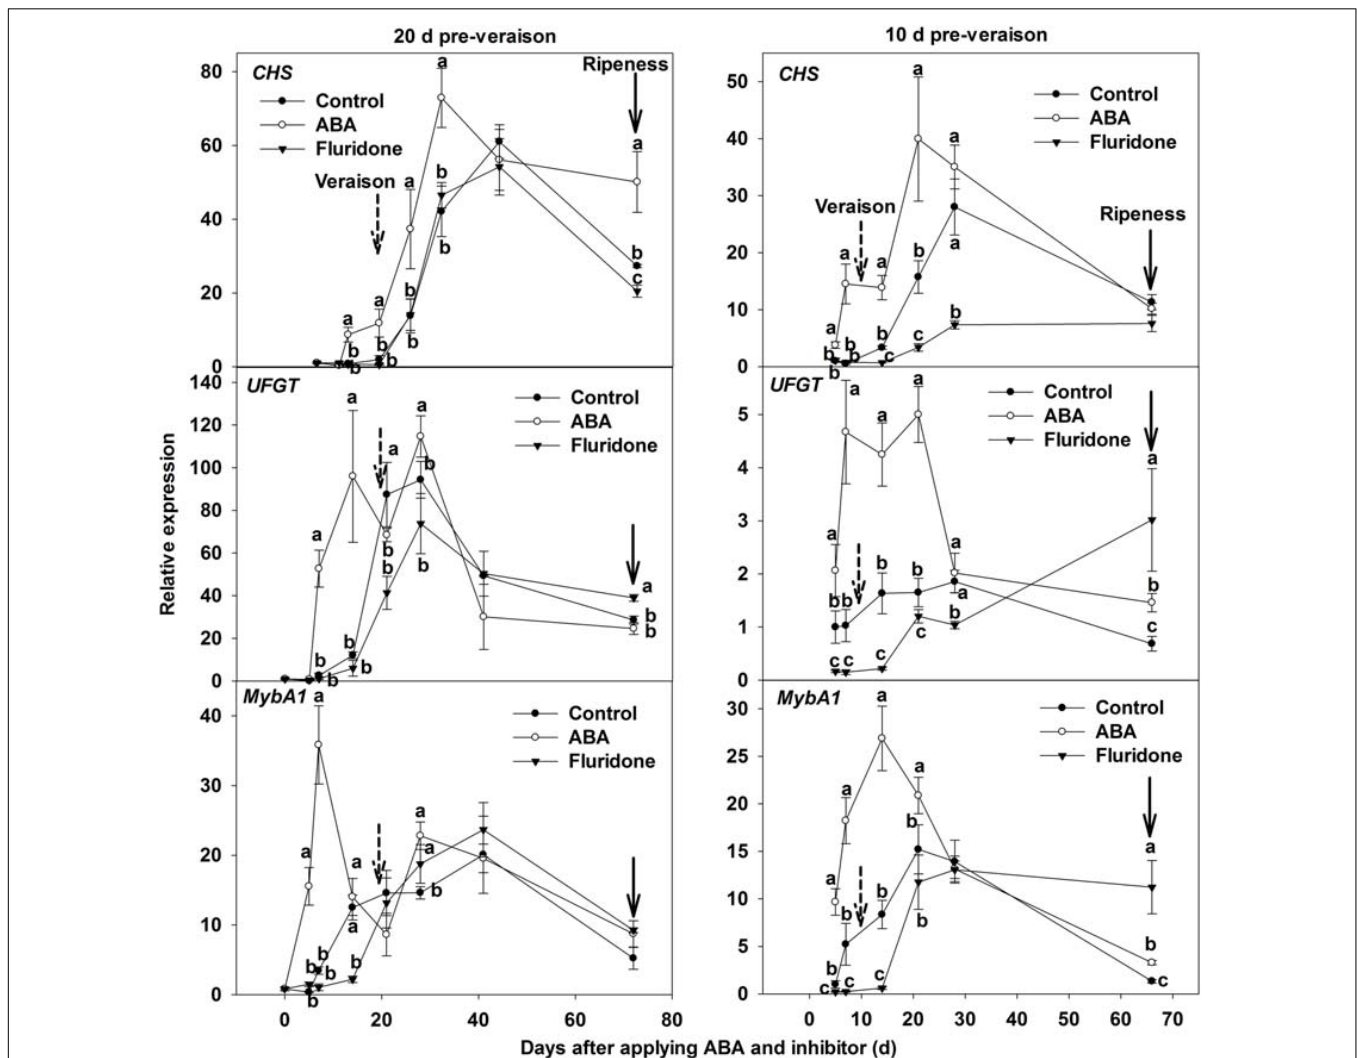 20 d pre-veraison
10 d pre-veraison
CHS
Control
ABA
Fluridone
Veraison
Ripeness
a
a
a
a
a
b
b
b
b
b
b
b
b
b
c
80
60
40
20
0
CHS
Control
ABA
Fluridone
Veraison
Ripeness
a
a
a
a
a
a
b
b
b
b
b
b
b
c
c
50
40
30
20
10
0
UFGT
Control
ABA
Fluridone
a
a
a
a
a
b
b
b
b
b
b
b
b
b
b
140
120
100
80
60
40
20
0
UFGT
Control
ABA
Fluridone
a
a
a
a
a
a
a
b
b
b
b
b
b
c
c
c
c
c
5
4
3
2
1
0
MybA1
Control
ABA
Fluridone
a
a
a
a
a
a
b
b
b
b
b
b
40
30
20
10
0
MybA1
Control
ABA
Fluridone
a
a
a
a
a
b
b
b
b
b
b
c
c
c
c
30
25
20
15
10
5
0
Relative expression
0 20 40 60 80
0 10 20 30 40 50 60 70
Days after applying ABA and inhibitor (d)